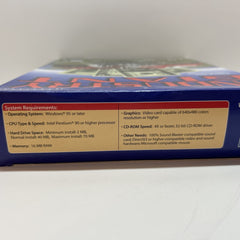 System Requirements:
• Operating System: Windows® 95 or later
• CPU Type & Speed: Intel Pentium® 90 or higher processor
• Hard Drive Space: Minimum Install 2 MB,
Normal Install 40 MB, Maximum Install 70 MB
• Memory: 16 MB RAM
• Graphics: Video card capable of 640x480 colors
resolution or higher
• CD-ROM Speed: 4X or faster, 32-bit CD-ROM driver
• Other Needs: 100% Sound Blaster compatible sound
card, DirectX3 or higher compatible video and sound
hardware, Microsoft compatible mouse